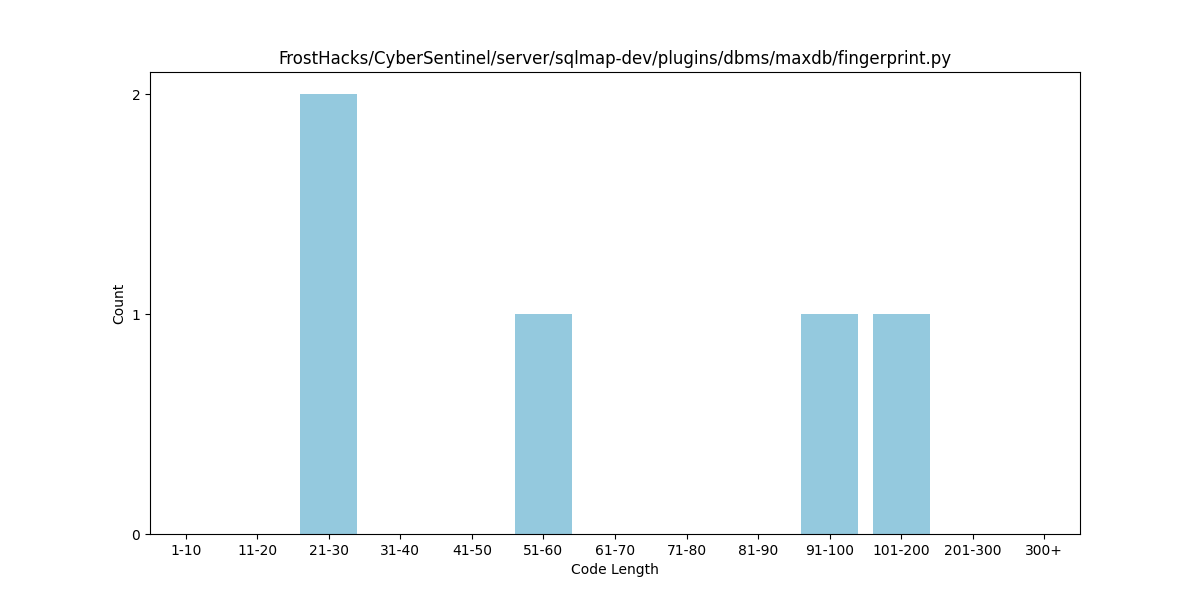 FrostHacks/CyberSentinel/server/sqlmap-dev/plugins/dbms/maxdb/fingerprint.py
2
1
0
Count
1-10 11-20 21-30 31-40 41-50 51-60 61-70 71-80 81-90 91-100 101-200 201-300 300+
Code Length